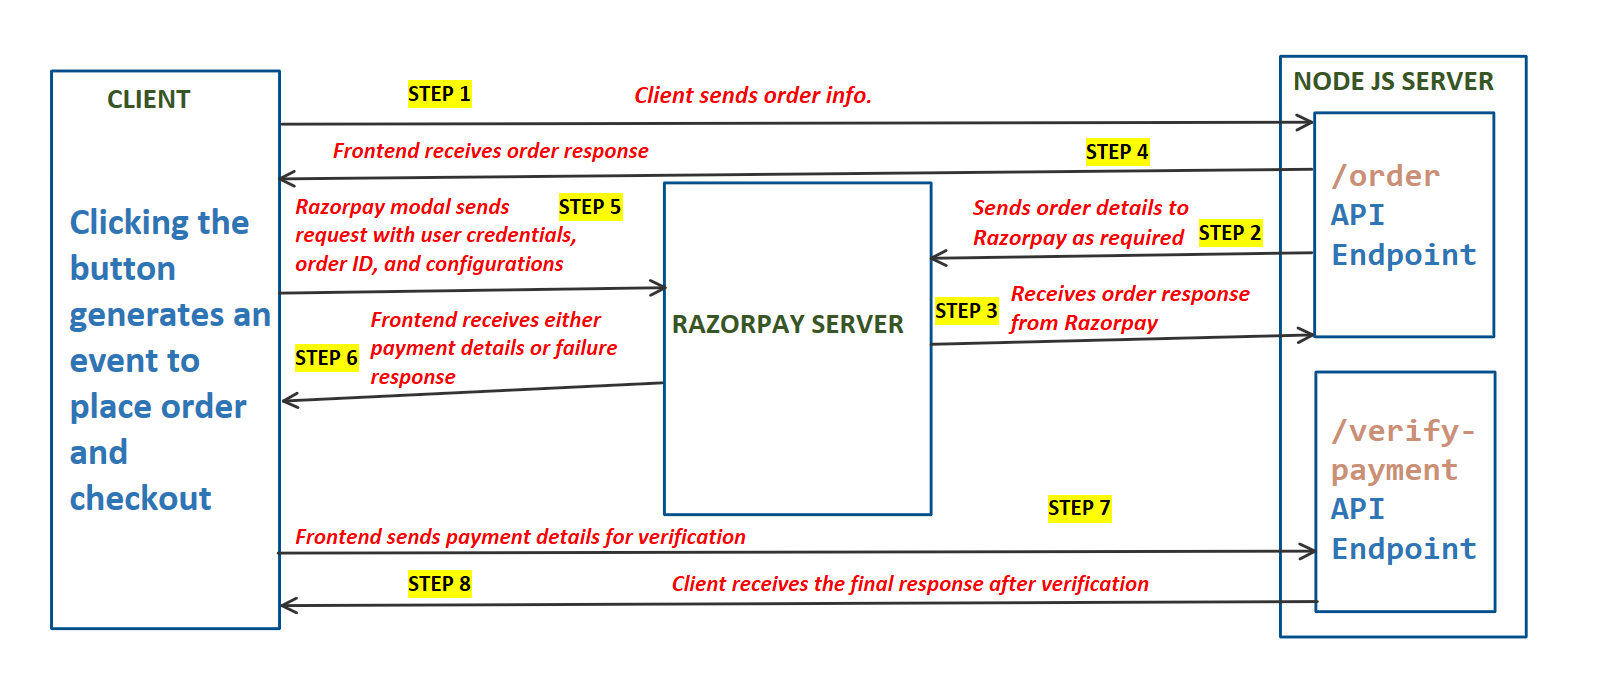 CLIENT
Clicking the
button
generates an
event to
place order
and
checkout
STEP 1
Client sends order info.
Frontend receives order response
STEP 4
Razorpay modal sends
request with user credentials,
order ID, and configurations
STEP 5
STEP 6
Frontend receives either
payment details or failure
response
RAZORPAY SERVER
Sends order details to
Razorpay as required
STEP 2
STEP 3
Receives order response
from Razorpay
NODE JS SERVER
/order
API
Endpoint
/verify-
payment
API
Endpoint
STEP 7
Frontend sends payment details for verification
STEP 8
Client receives the final response after verification